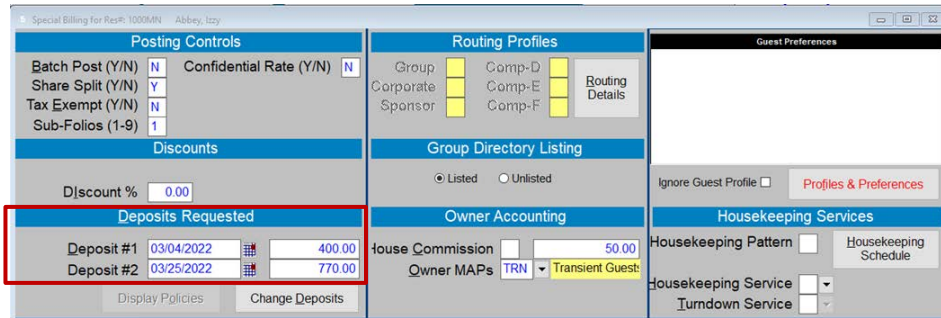 Special Billing for Res#: 1000MN Abbey, Izzy
Posting Controls
Batch Post (Y/N) N Confidential Rate (Y/N) N
Share Split (Y/N) Y
Tax Exempt (Y/N) N
Sub-Folios (1-9) 1
Discounts
DIscount % 0.00
Deposits Requested
Deposit #1 03/04/2022 400.00
Deposit #2 03/25/2022 770.00
Display Policies Change Deposits
Routing Profiles
Group Comp-D
Corporate Comp-E
Sponsor Comp-F
Routing
Details
Group Directory Listing
Listed Unlisted
Owner Accounting
House Commission 50.00
Owner MAPs TRN Transient Guests
Guest Preferences
Ignore Guest Profile Profiles & Preferences
Housekeeping Services
Housekeeping Pattern
Housekeeping
Schedule
Housekeeping Service
Turndown Service